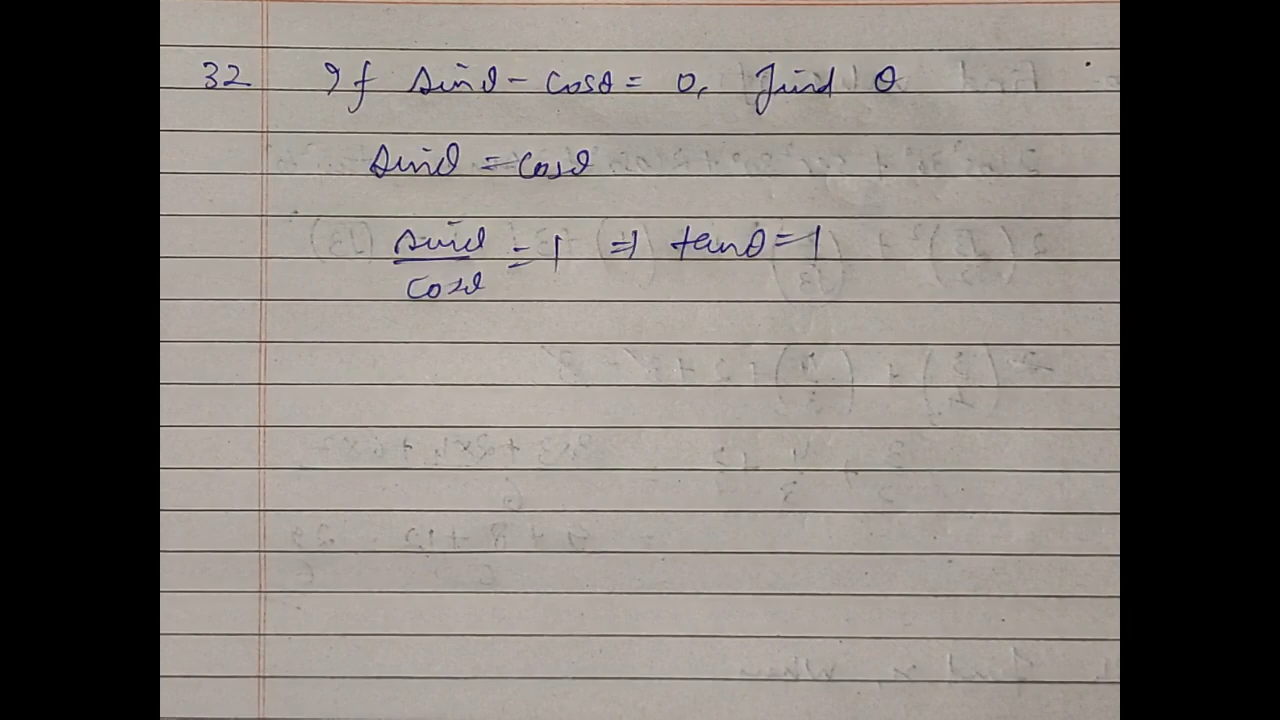 32 If sinθ - cosθ = 0, find θ
sinθ = cosθ
sinθ/cosθ = 1 ⇒ tanθ = 1